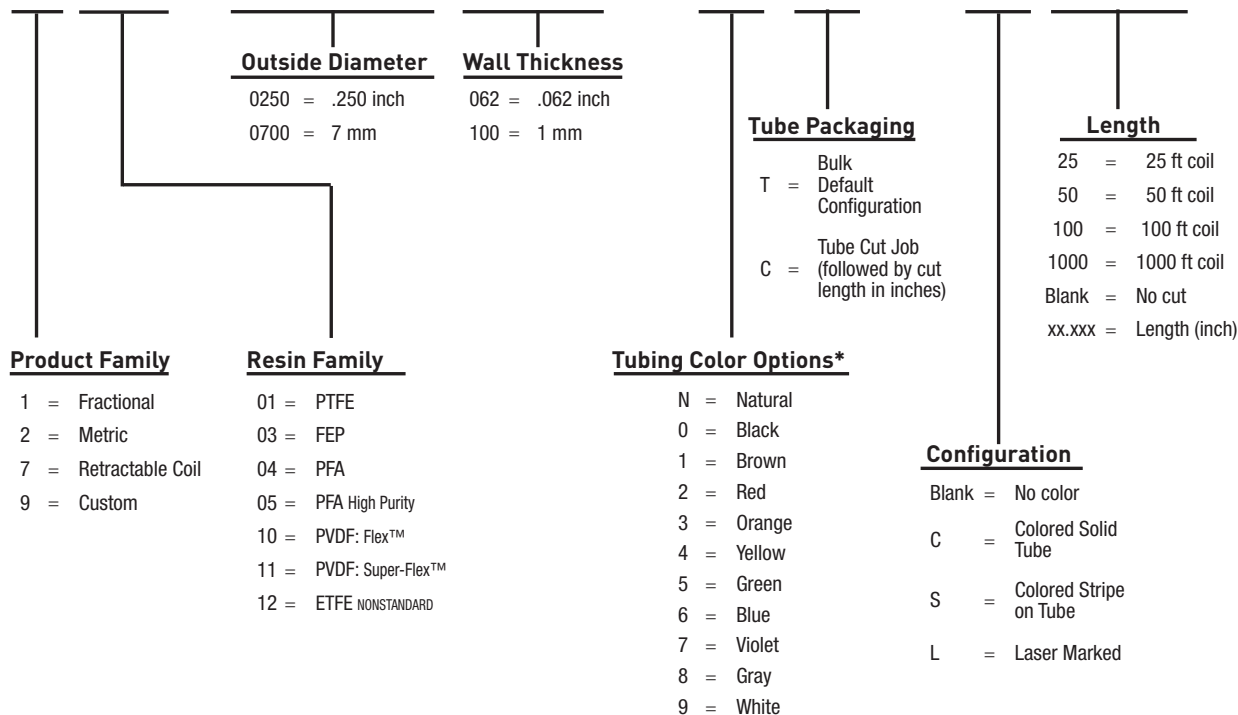 Outside Diameter
0250 = .250 inch
0700 = 7 mm
Wall Thickness
062 = .062 inch
100 = 1 mm
Tube Packaging
T = Bulk
Default
Configuration
C = Tube Cut Job
(followed by cut
length in inches)
Length
25 = 25 ft coil
50 = 50 ft coil
100 = 100 ft coil
1000 = 1000 ft coil
Blank = No cut
xx.xxx = Length (inch)
Product Family
1 = Fractional
2 = Metric
7 = Retractable Coil
9 = Custom
Resin Family
01 = PTFE
03 = FEP
04 = PFA
05 = PFA High Purity
10 = PVDF: Flex™
11 = PVDF: Super-Flex™
12 = ETFE NONSTANDARD
Tubing Color Options*
N = Natural
0 = Black
1 = Brown
2 = Red
3 = Orange
4 = Yellow
5 = Green
6 = Blue
7 = Violet
8 = Gray
9 = White
Configuration
Blank = No color
C = Colored Solid
Tube
S = Colored Stripe
on Tube
L = Laser Marked